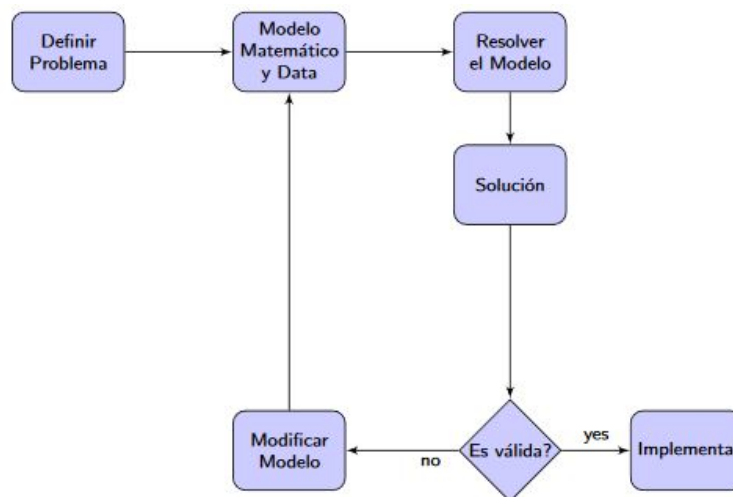 Definir
Problema
Modelo
Matemático
y Data
Resolver
el Modelo
Solución
Modificar
Modelo
no
Es válida?
yes
Implementa